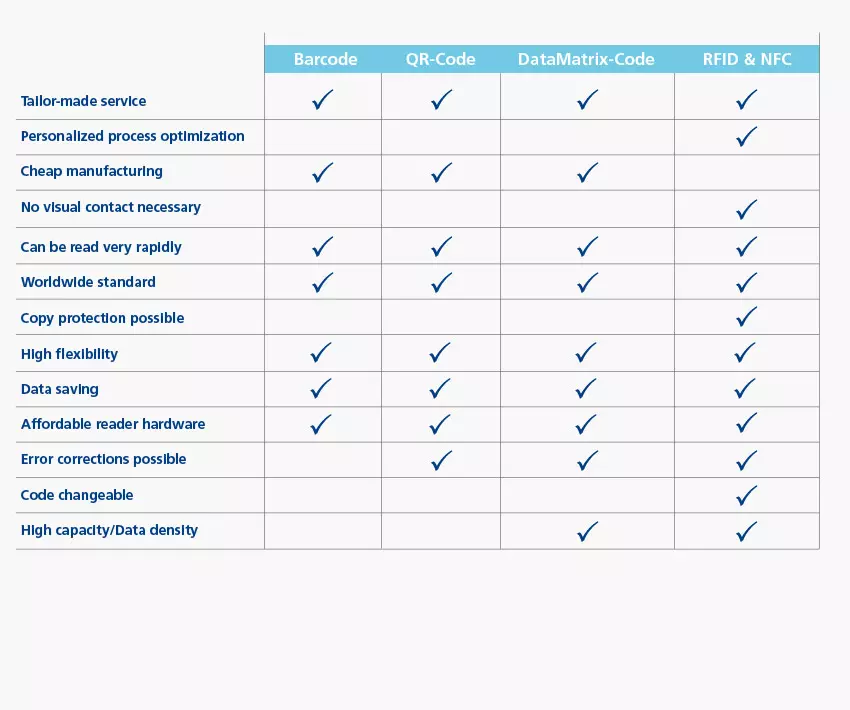 Barcode QR-Code DataMatrix-Code RFID & NFC
Tailor-made service ✓ ✓ ✓ ✓
Personalized process optimization ✓
Cheap manufacturing ✓ ✓ ✓
No visual contact necessary ✓
Can be read very rapidly ✓ ✓ ✓ ✓
Worldwide standard ✓ ✓ ✓ ✓
Copy protection possible ✓
High flexibility ✓ ✓ ✓ ✓
Data saving ✓ ✓ ✓ ✓
Affordable reader hardware ✓ ✓ ✓ ✓
Error corrections possible ✓ ✓ ✓
Code changeable ✓
High capacity/Data density ✓ ✓